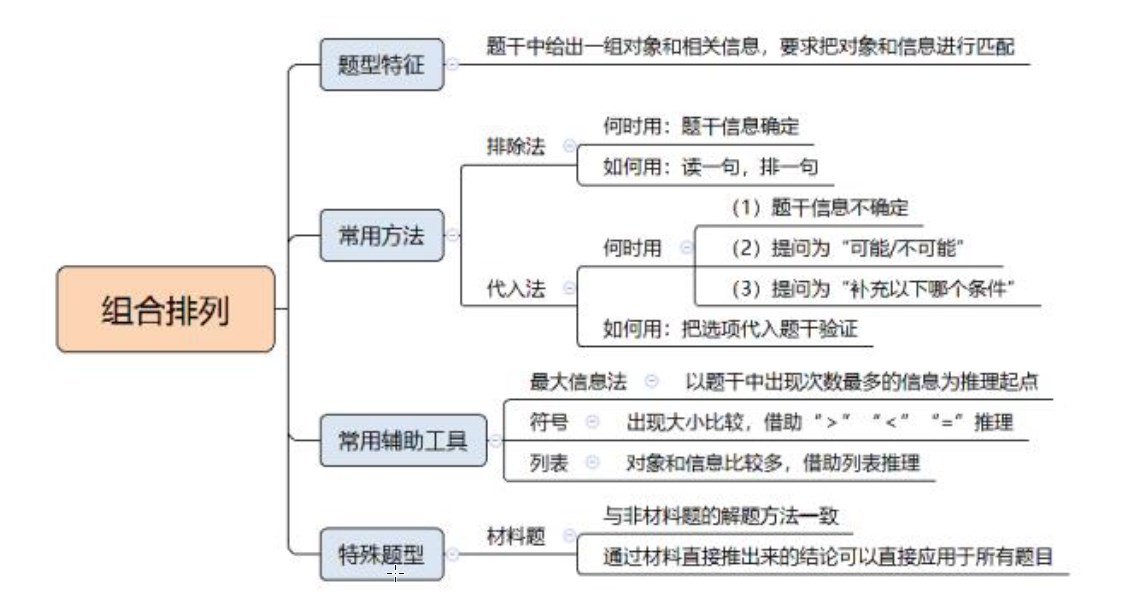 组合排列
题型特征
题干中给出一组对象和相关信息，要求把对象和信息进行匹配
常用方法
排除法
何时用：题干信息确定
如何用：读一句，排一句
代入法
何时用
（1）题干信息不确定
（2）提问为“可能/不可能”
（3）提问为“补充以下哪个条件”
如何用：把选项代入题干验证
常用辅助工具
最大信息法
以题干中出现次数最多的信息为推理起点
符号
出现大小比较，借助“>”“<”“=”推理
列表
对象和信息比较多，借助列表推理
特殊题型
材料题
与非材料题的解题方法一致
通过材料直接推出来的结论可以直接应用于所有题目